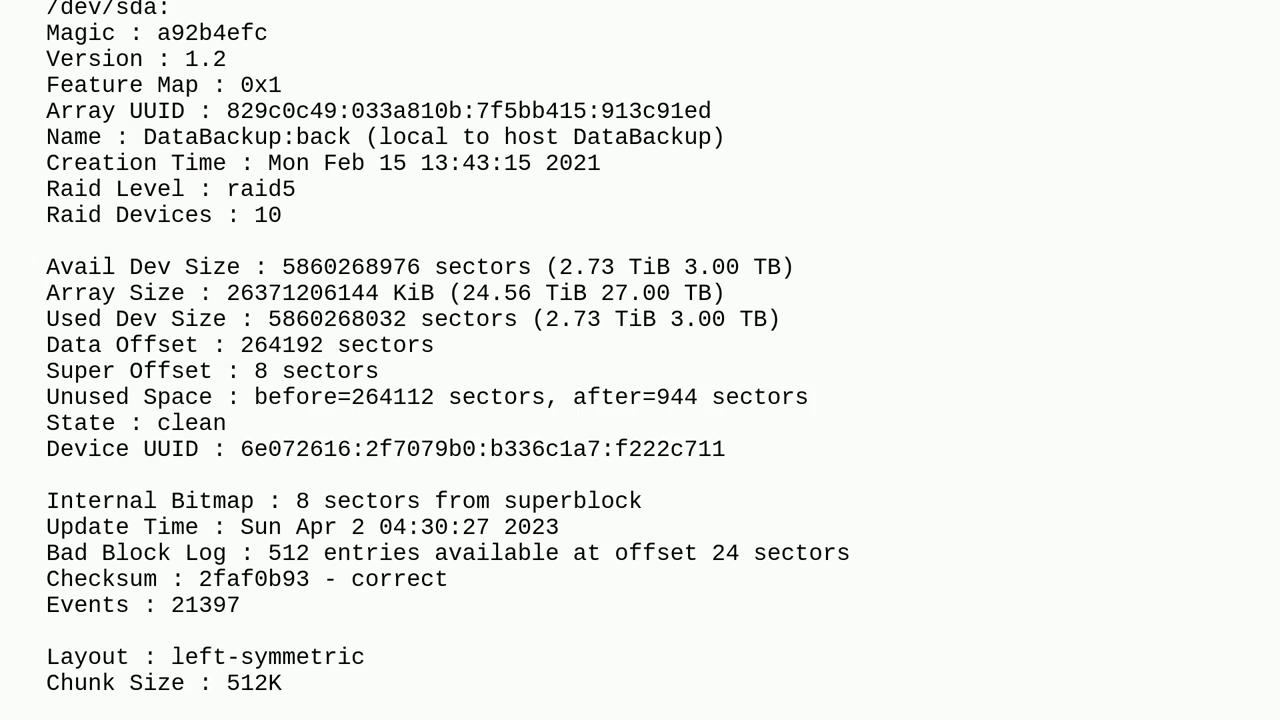 /dev/sda:
Magic : a92b4efc
Version : 1.2
Feature Map : 0x1
Array UUID : 829c0c49:033a810b:7f5bb415:913c91ed
Name : DataBackup:back (local to host DataBackup)
Creation Time : Mon Feb 15 13:43:15 2021
Raid Level : raid5
Raid Devices : 10
Avail Dev Size : 5860268976 sectors (2.73 TiB 3.00 TB)
Array Size : 26371206144 KiB (24.56 TiB 27.00 TB)
Used Dev Size : 5860268032 sectors (2.73 TiB 3.00 TB)
Data Offset : 264192 sectors
Super Offset : 8 sectors
Unused Space : before=264112 sectors, after=944 sectors
State : clean
Device UUID : 6e072616:2f7079b0:b336c1a7:f222c711
Internal Bitmap : 8 sectors from superblock
Update Time : Sun Apr 2 04:30:27 2023
Bad Block Log : 512 entries available at offset 24 sectors
Checksum : 2faf0b93 - correct
Events : 21397
Layout : left-symmetric
Chunk Size : 512K